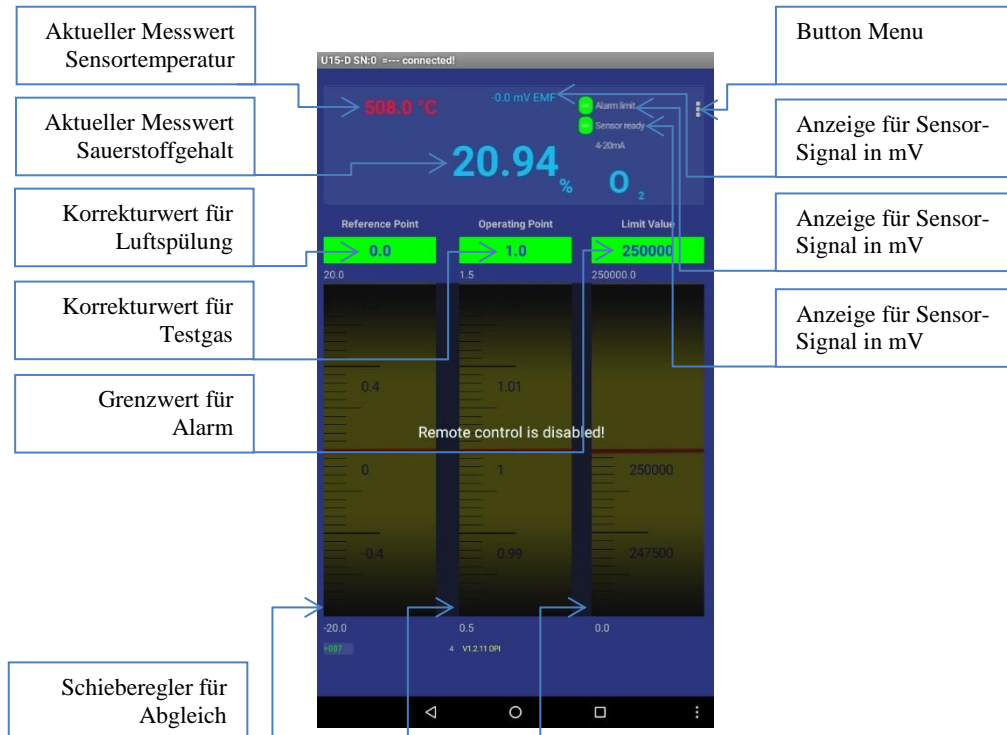 Aktueller Messwert
Sensortemperatur
Aktueller Messwert
Sauerstoffgehalt
Korrekturwert für
Luftspülung
Korrekturwert für
Testgas
Grenzwert für
Alarm
Schieberegler für
Abgleich
U15-D SN:0 =--- connected!
508.0 °C
-0.0 mV EMF
Alarm limit
Sensor ready
4-20mA
20.94 %
O 2
Reference Point Operating Point Limit Value
0.0 1.0 250000
20.0 1.5 250000.0
0.4 1.01
Remote control is disabled!
0 1 250000
-0.4 0.99 247500
-20.0 0.5 0.0
+007 4 V1.2.11 DPI
Button Menu
Anzeige für Sensor-
Signal in mV
Anzeige für Sensor-
Signal in mV
Anzeige für Sensor-
Signal in mV